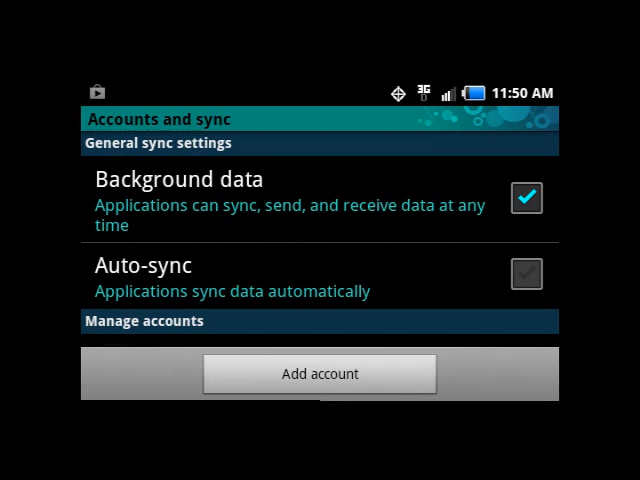 3G
D
11:50 AM
Accounts and sync
General sync settings
Background data
Applications can sync, send, and receive data at any
time
Auto-sync
Applications sync data automatically
Manage accounts
Add account